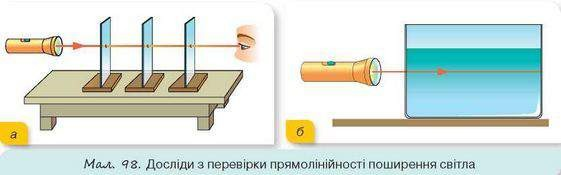 а
б
Мал. 98. Досліди з перевірки прямолінійності поширення світла